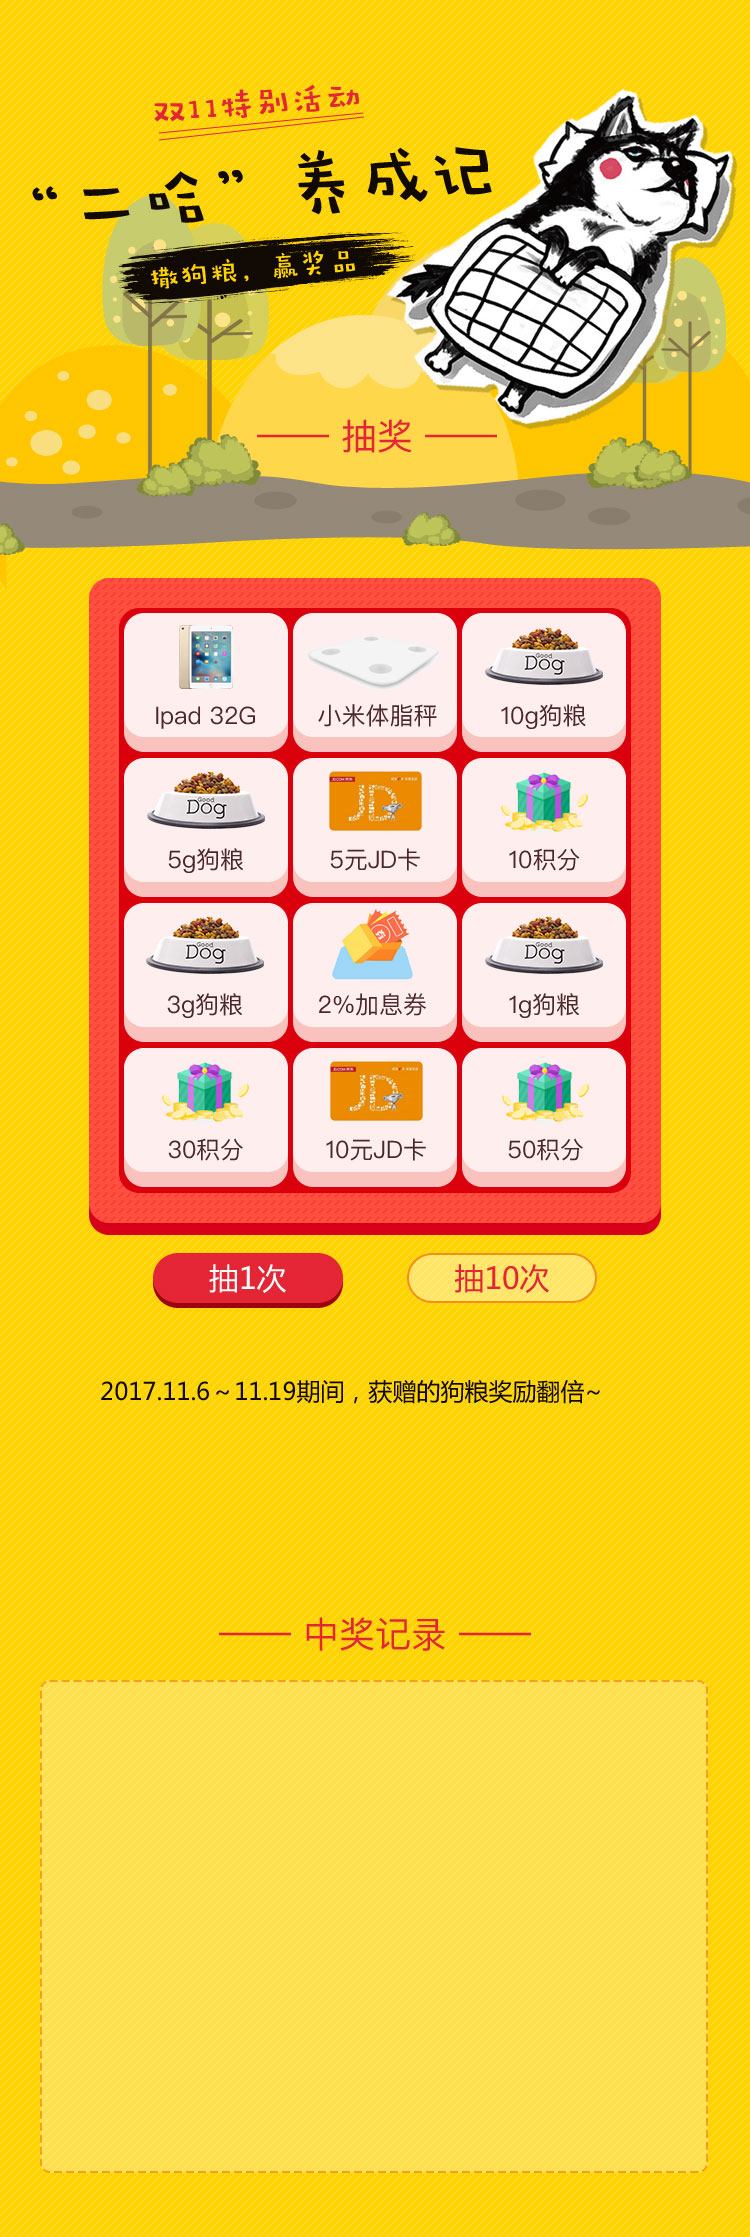 双11特别活动
“二哈”养成记
撒狗粮，赢奖品
抽奖
Ipad 32G
小米体脂秤
Good
Dog
10g狗粮
Good
Dog
5g狗粮
JD
5元JD卡
10积分
Good
Dog
3g狗粮
2%加息券
Good
Dog
1g狗粮
30积分
JD
10元JD卡
50积分
抽1次
抽10次
2017.11.6～11.19期间，获赠的狗粮奖励翻倍~
中奖记录